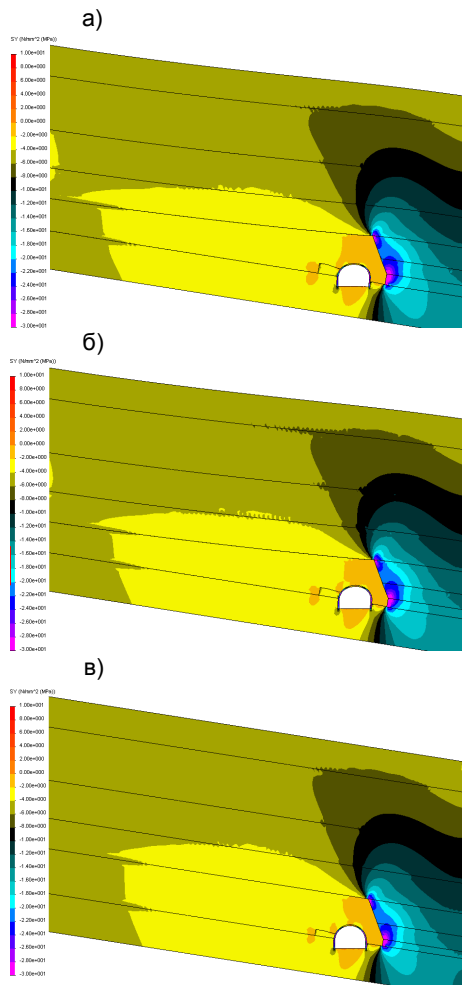 а)
SY (N/mm^2 (MPa))
1.00e+001
8.00e+000
6.00e+000
4.00e+000
2.00e+000
0.00e+000
-2.00e+000
-4.00e+000
-6.00e+000
-8.00e+000
-1.00e+001
-1.20e+001
-1.40e+001
-1.60e+001
-1.80e+001
-2.00e+001
-2.20e+001
-2.40e+001
-2.60e+001
-2.80e+001
-3.00e+001
б)
SY (N/mm^2 (MPa))
1.00e+001
8.00e+000
6.00e+000
4.00e+000
2.00e+000
0.00e+000
-2.00e+000
-4.00e+000
-6.00e+000
-8.00e+000
-1.00e+001
-1.20e+001
-1.40e+001
-1.60e+001
-1.80e+001
-2.00e+001
-2.20e+001
-2.40e+001
-2.60e+001
-2.80e+001
-3.00e+001
в)
SY (N/mm^2 (MPa))
1.00e+001
8.00e+000
6.00e+000
4.00e+000
2.00e+000
0.00e+000
-2.00e+000
-4.00e+000
-6.00e+000
-8.00e+000
-1.00e+001
-1.20e+001
-1.40e+001
-1.60e+001
-1.80e+001
-2.00e+001
-2.20e+001
-2.40e+001
-2.60e+001
-2.80e+001
-3.00e+001